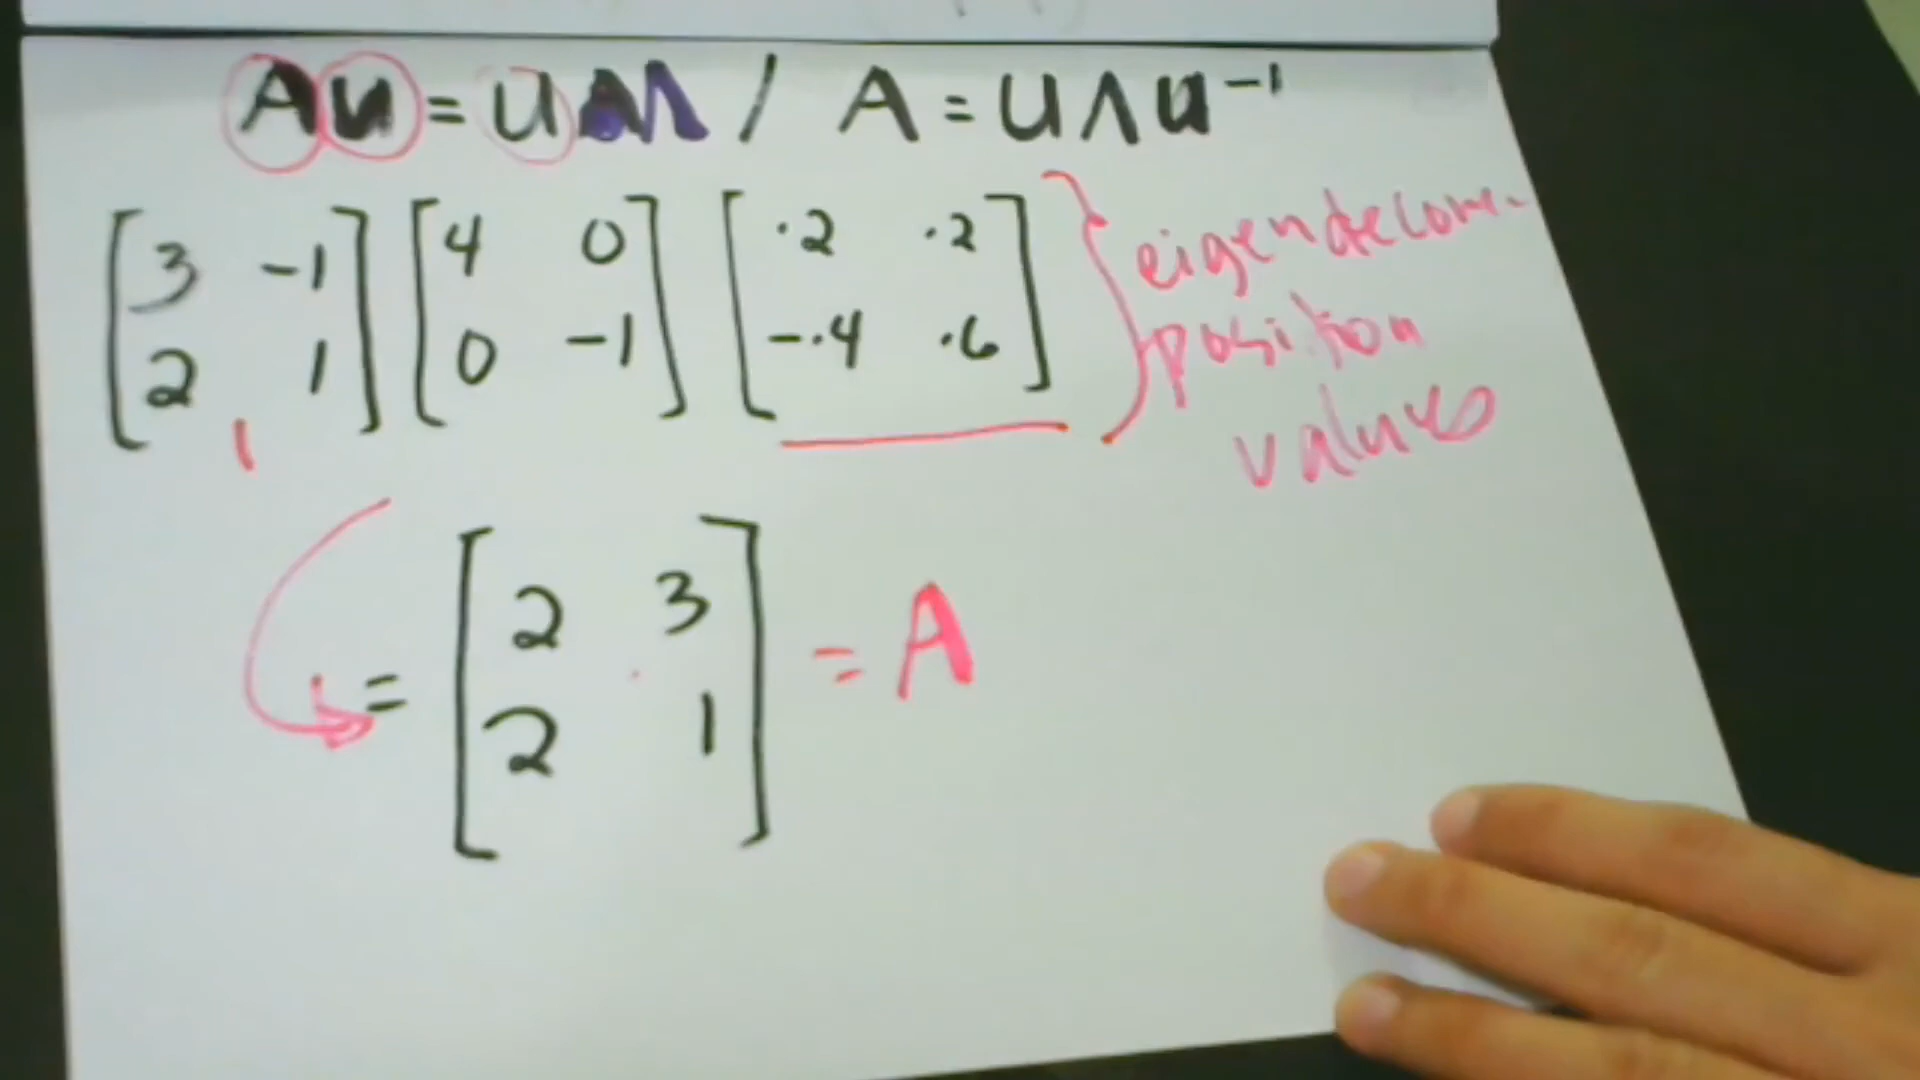 AU = UΛ / A = UΛU⁻¹
[3 -1] [4 0] [.2 .2] eigendecom-
[2 1] [0 -1] [-.4 .6] position
values
= [2 3] = A
[2 1]